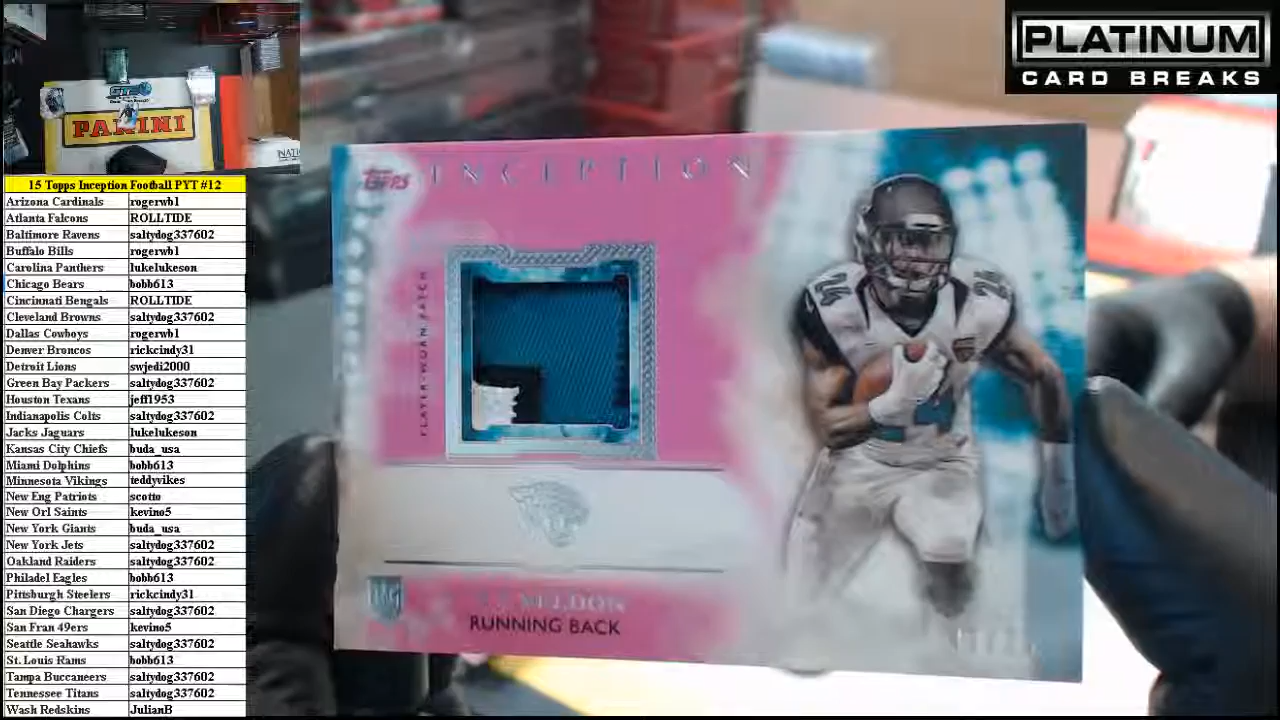 PLATINUM
CARD BREAKS
PANINI
15 Topps Inception Football PYT #12
Arizona Cardinals rogerwb1
Atlanta Falcons ROLLTIDE
Baltimore Ravens saltydog337602
Buffalo Bills rogerwb1
Carolina Panthers lukelukeson
Chicago Bears bobb613
Cincinnati Bengals ROLLTIDE
Cleveland Browns saltydog337602
Dallas Cowboys rogerwb1
Denver Broncos rickcindy31
Detroit Lions swjedi2000
Green Bay Packers saltydog337602
Houston Texans jeff1953
Indianapolis Colts saltydog337602
Jacks Jaguars lukelukeson
Kansas City Chiefs buda_usa
Miami Dolphins bobb613
Minnesota Vikings teddyvikes
New Eng Patriots scotto
New Orl Saints kevino5
New York Giants buda_usa
New York Jets saltydog337602
Oakland Raiders saltydog337602
Philadel Eagles bobb613
Pittsburgh Steelers rickcindy31
San Diego Chargers saltydog337602
San Fran 49ers kevino5
Seattle Seahawks saltydog337602
St. Louis Rams bobb613
Tampa Buccaneers saltydog337602
Tennessee Titans saltydog337602
Wash Redskins JulianB
TOPPS INCEPTION
PLAYER-WORN PATCH
24
YELDON
RUNNING BACK